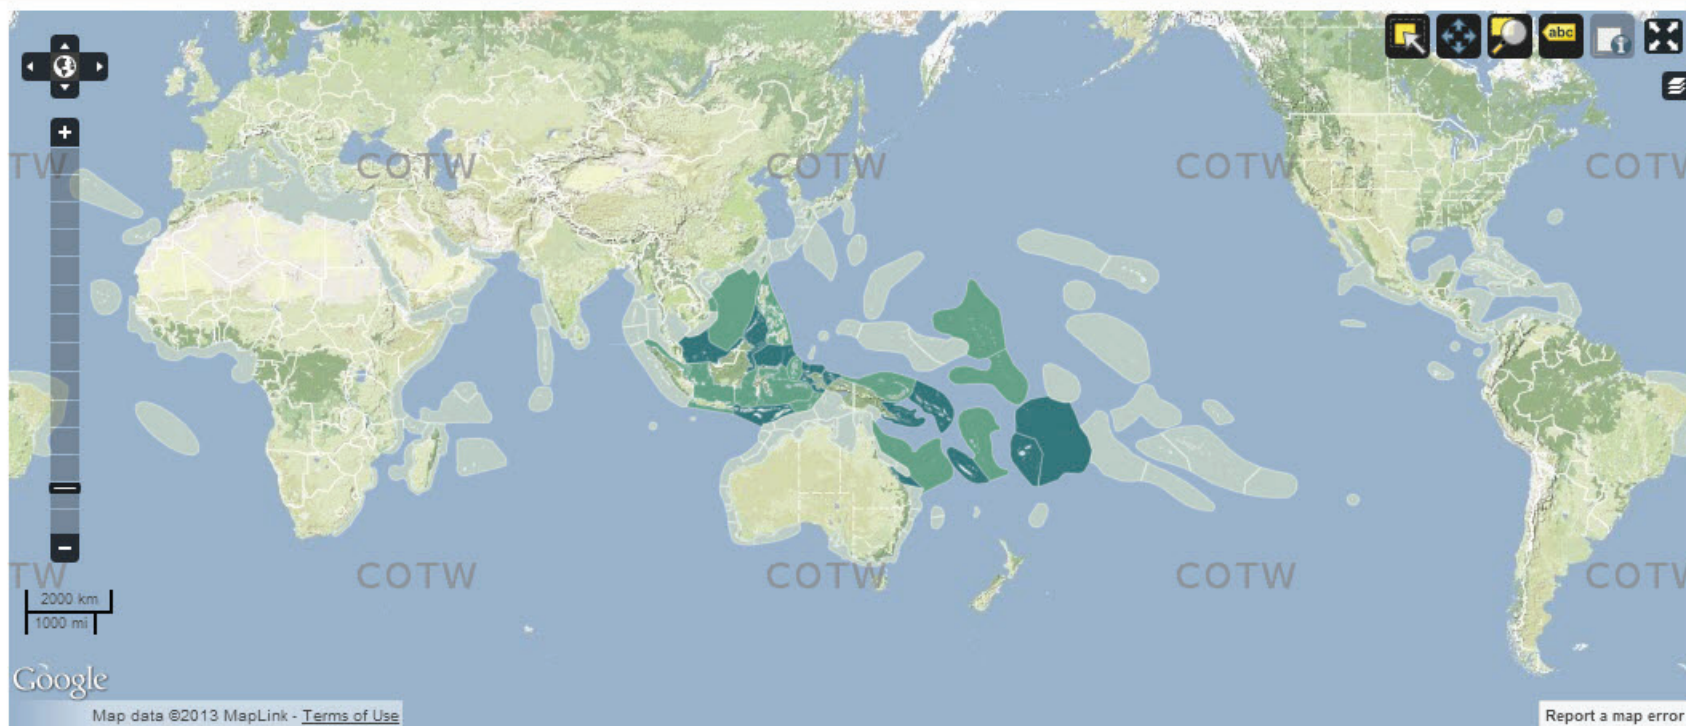 abc
TW COTW COTW COTW COTW
TW COTW COTW COTW COTW
2000 km
1000 mi
Google
Map data ©2013 MapLink - Terms of Use
Report a map error